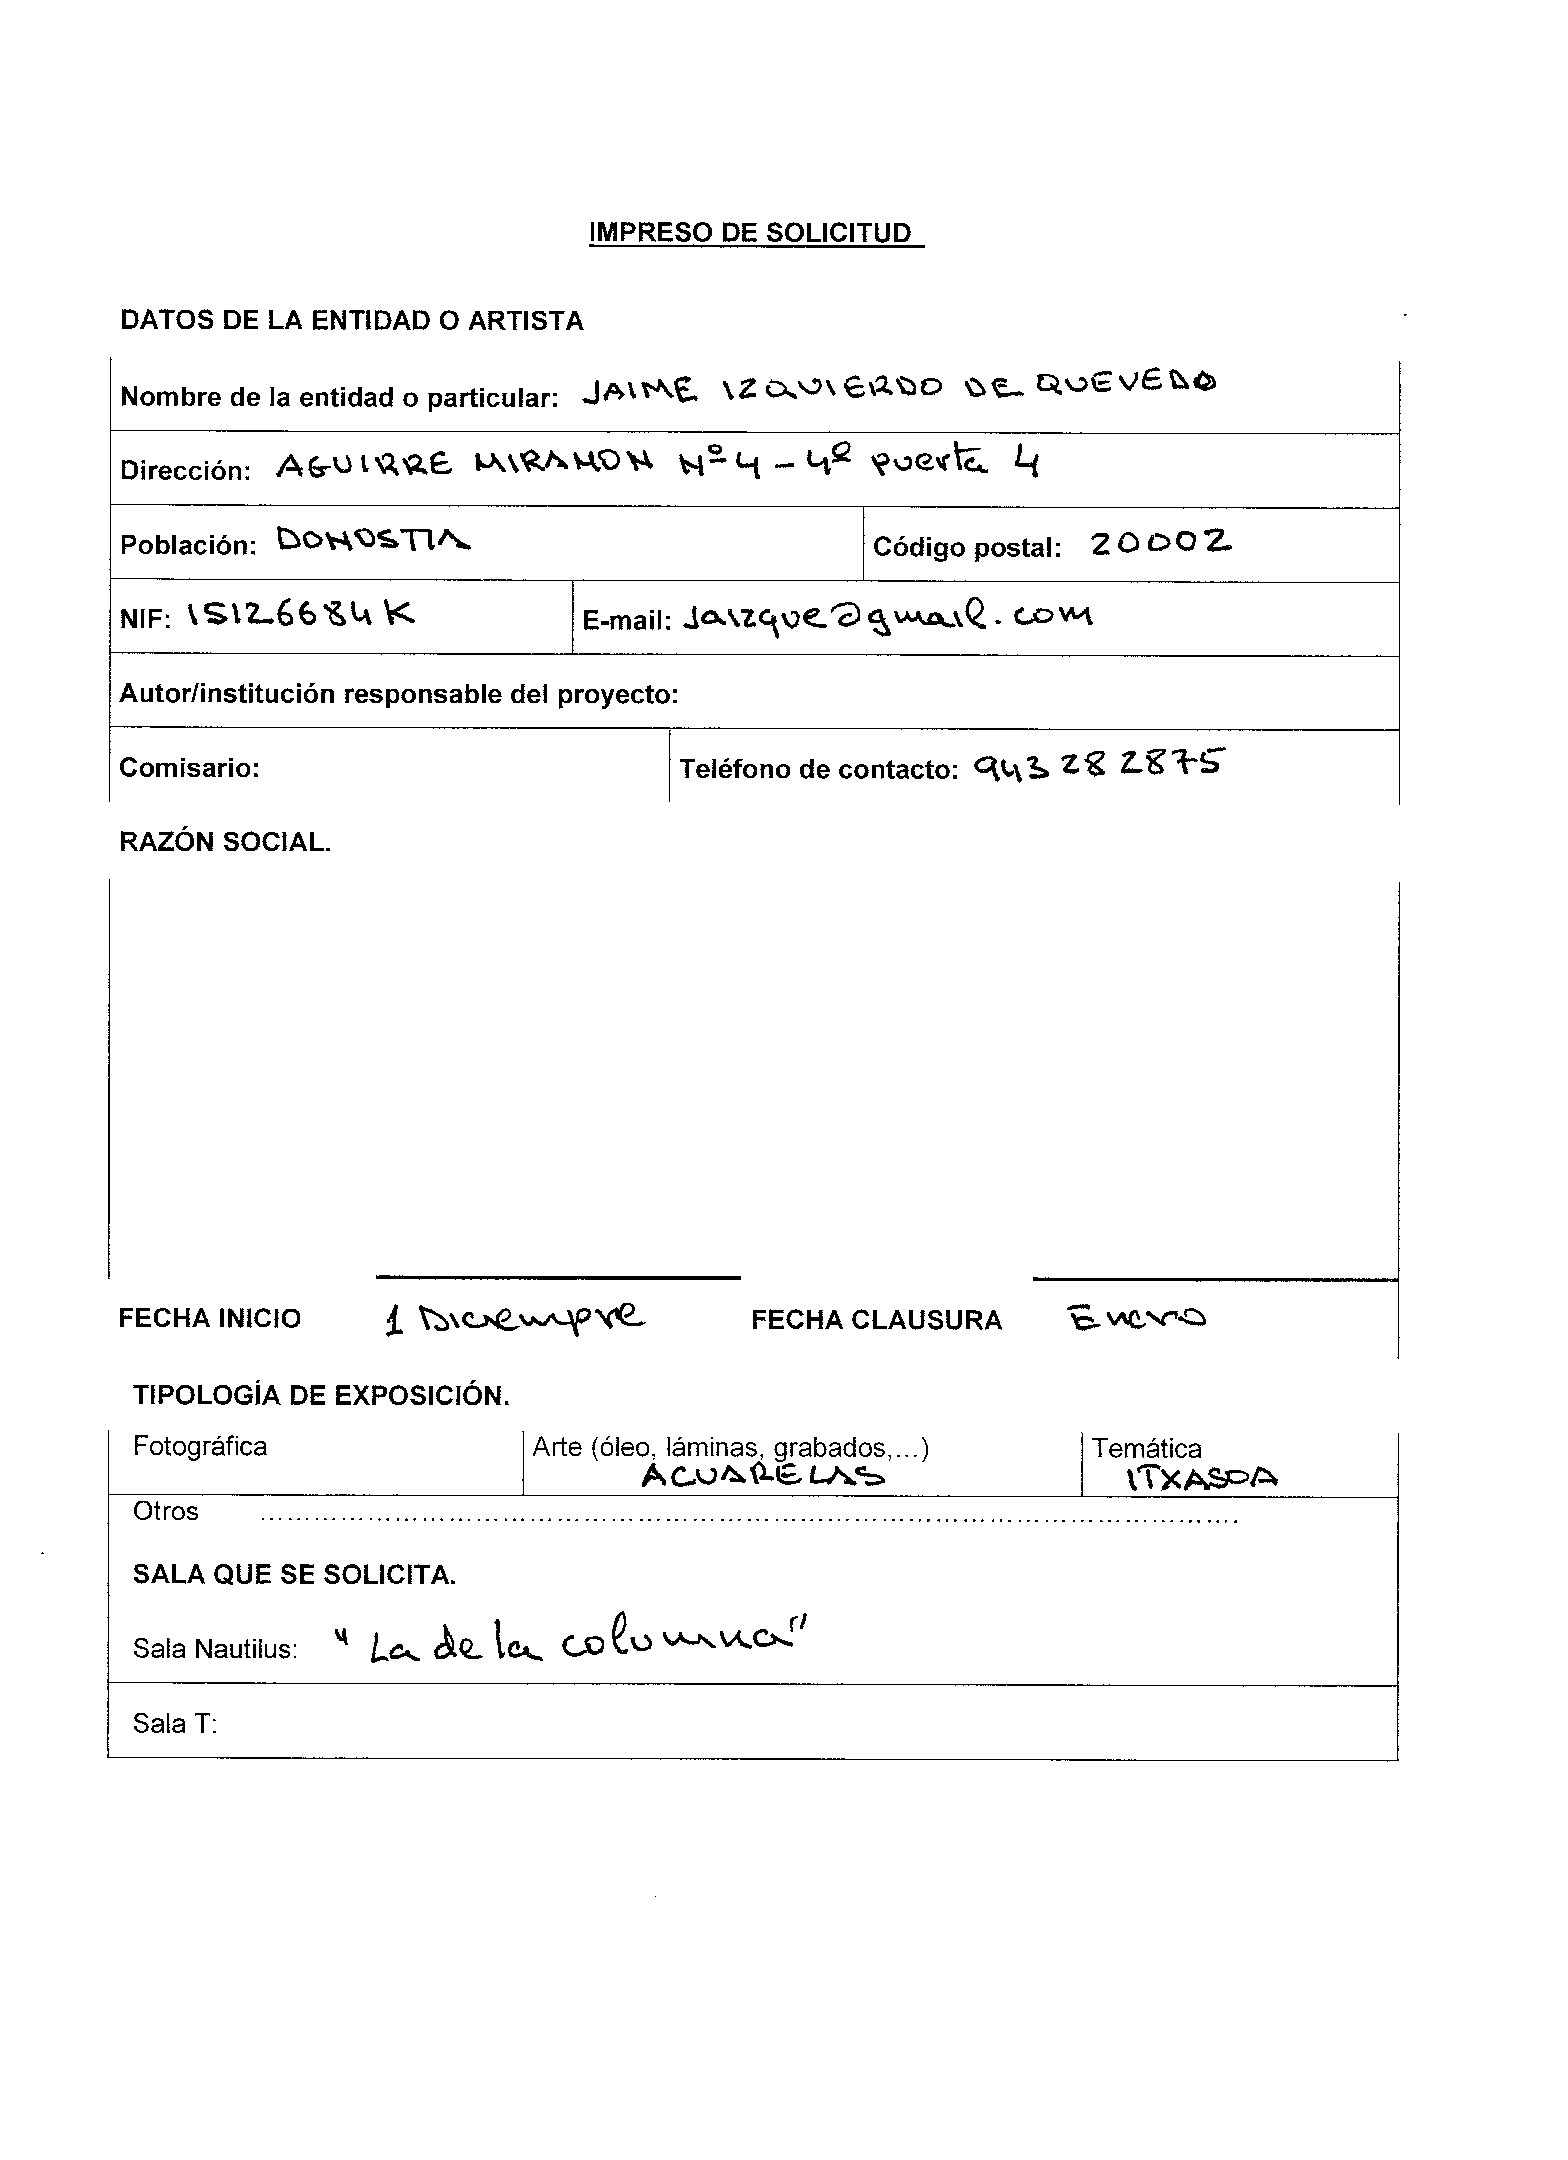 IMPRESO DE SOLICITUD
DATOS DE LA ENTIDAD O ARTISTA
Nombre de la entidad o particular: JAIME IZQUIERDO DE QUEVEDO
Dirección: AGUIRRE MIRAMON Nº4 - 4º puerta 4
Población: DONOSTIA Código postal: 20002
NIF: 15126684K E-mail: jaizque@gmail.com
Autor/institución responsable del proyecto:
Comisario: Teléfono de contacto: 943 28 2875
RAZÓN SOCIAL.
FECHA INICIO 1 Diciempre FECHA CLAUSURA Enero
TIPOLOGÍA DE EXPOSICIÓN.
Fotográfica Arte (óleo, láminas, grabados,...) Temática
ACUARELAS ITXASOA
Otros ..........................................................................................
SALA QUE SE SOLICITA.
Sala Nautilus: "La de la columna"
Sala T: